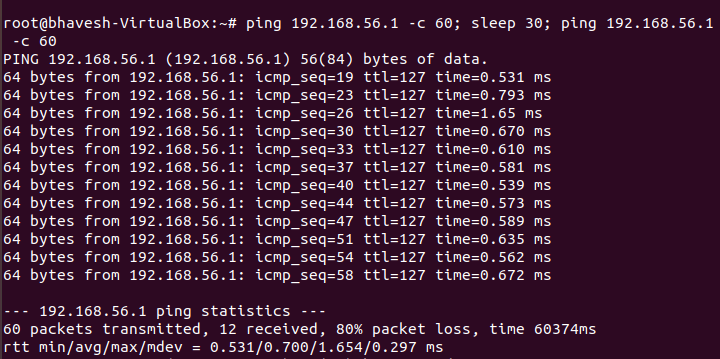 root@bhavesh-VirtualBox:~# ping 192.168.56.1 -c 60; sleep 30; ping 192.168.56.1
 -c 60
PING 192.168.56.1 (192.168.56.1) 56(84) bytes of data.
64 bytes from 192.168.56.1: icmp_seq=19 ttl=127 time=0.531 ms
64 bytes from 192.168.56.1: icmp_seq=23 ttl=127 time=0.793 ms
64 bytes from 192.168.56.1: icmp_seq=26 ttl=127 time=1.65 ms
64 bytes from 192.168.56.1: icmp_seq=30 ttl=127 time=0.670 ms
64 bytes from 192.168.56.1: icmp_seq=33 ttl=127 time=0.610 ms
64 bytes from 192.168.56.1: icmp_seq=37 ttl=127 time=0.581 ms
64 bytes from 192.168.56.1: icmp_seq=40 ttl=127 time=0.539 ms
64 bytes from 192.168.56.1: icmp_seq=44 ttl=127 time=0.573 ms
64 bytes from 192.168.56.1: icmp_seq=47 ttl=127 time=0.589 ms
64 bytes from 192.168.56.1: icmp_seq=51 ttl=127 time=0.635 ms
64 bytes from 192.168.56.1: icmp_seq=54 ttl=127 time=0.562 ms
64 bytes from 192.168.56.1: icmp_seq=58 ttl=127 time=0.672 ms

--- 192.168.56.1 ping statistics ---
60 packets transmitted, 12 received, 80% packet loss, time 60374ms
rtt min/avg/max/mdev = 0.531/0.700/1.654/0.297 ms